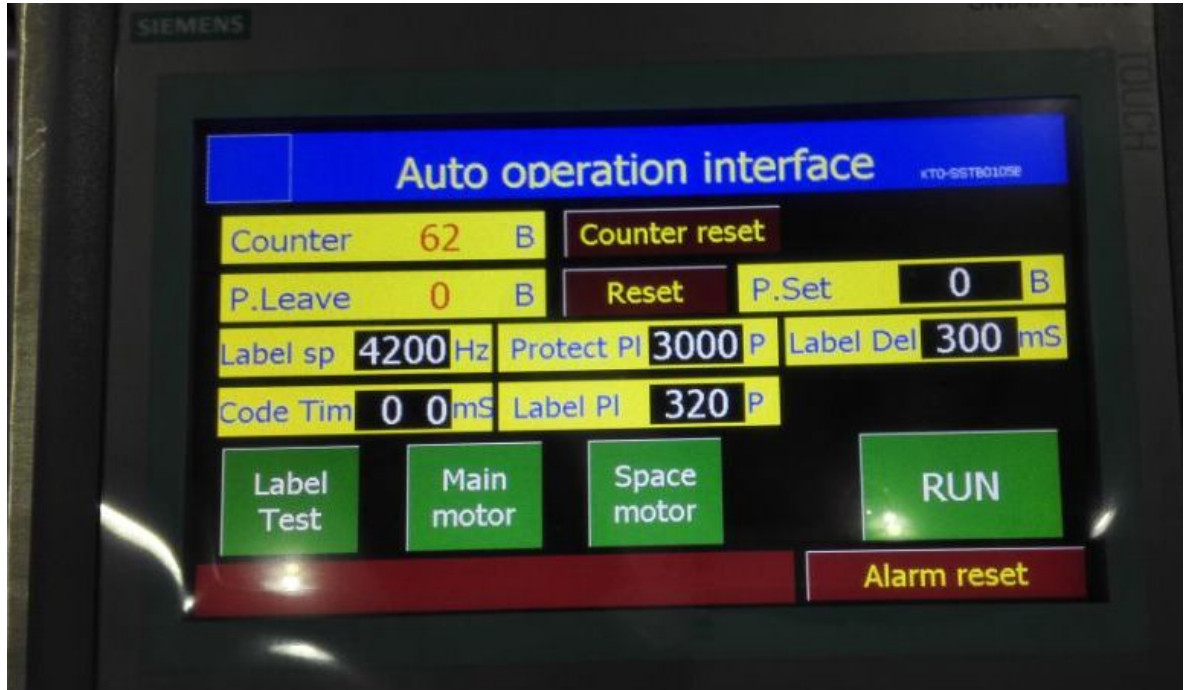 SIEMENS
TOUCH
Auto operation interface
Counter 62 B Counter reset
P.Leave 0 B Reset P.Set 0 B
Label sp 4200 Hz Protect Pl 3000 P Label Del 300 mS
Code Tim 0 0 mS Label Pl 320 P
Label Test
Main motor
Space motor
RUN
Alarm reset